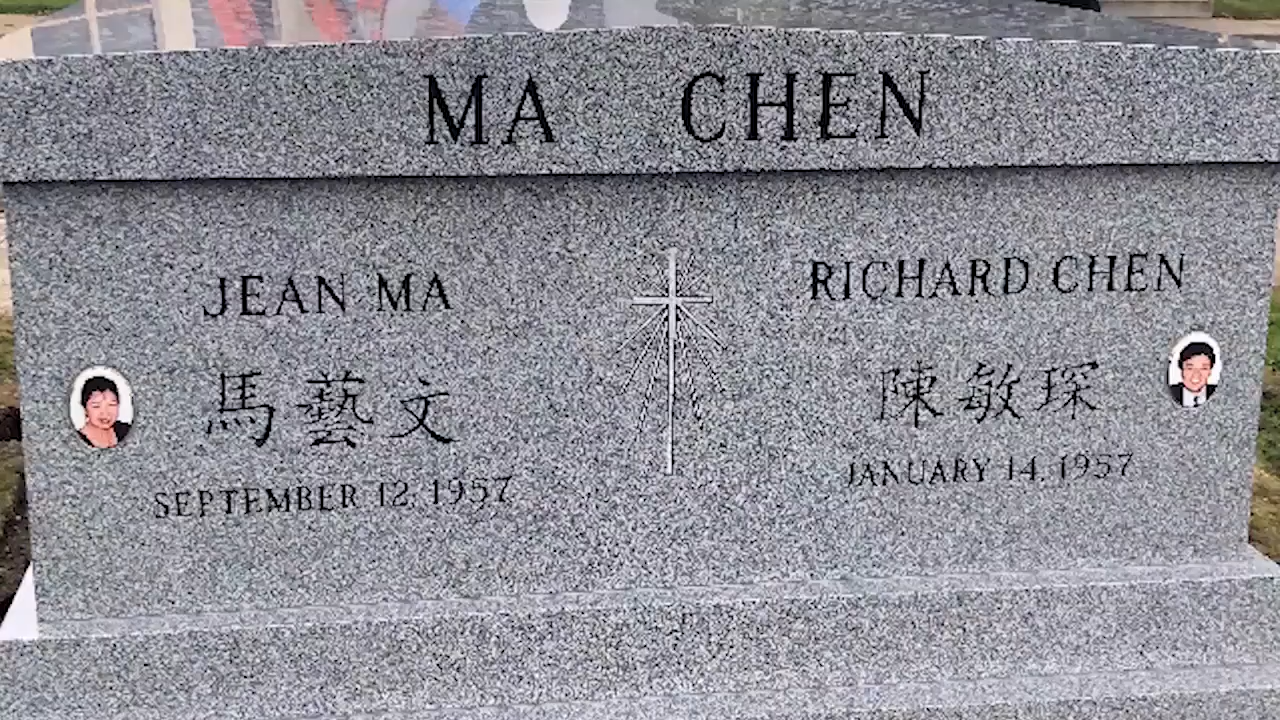 MA CHEN
JEAN MA
馬藝文
SEPTEMBER 12, 1957
RICHARD CHEN
陳敏琛
JANUARY 14, 1957